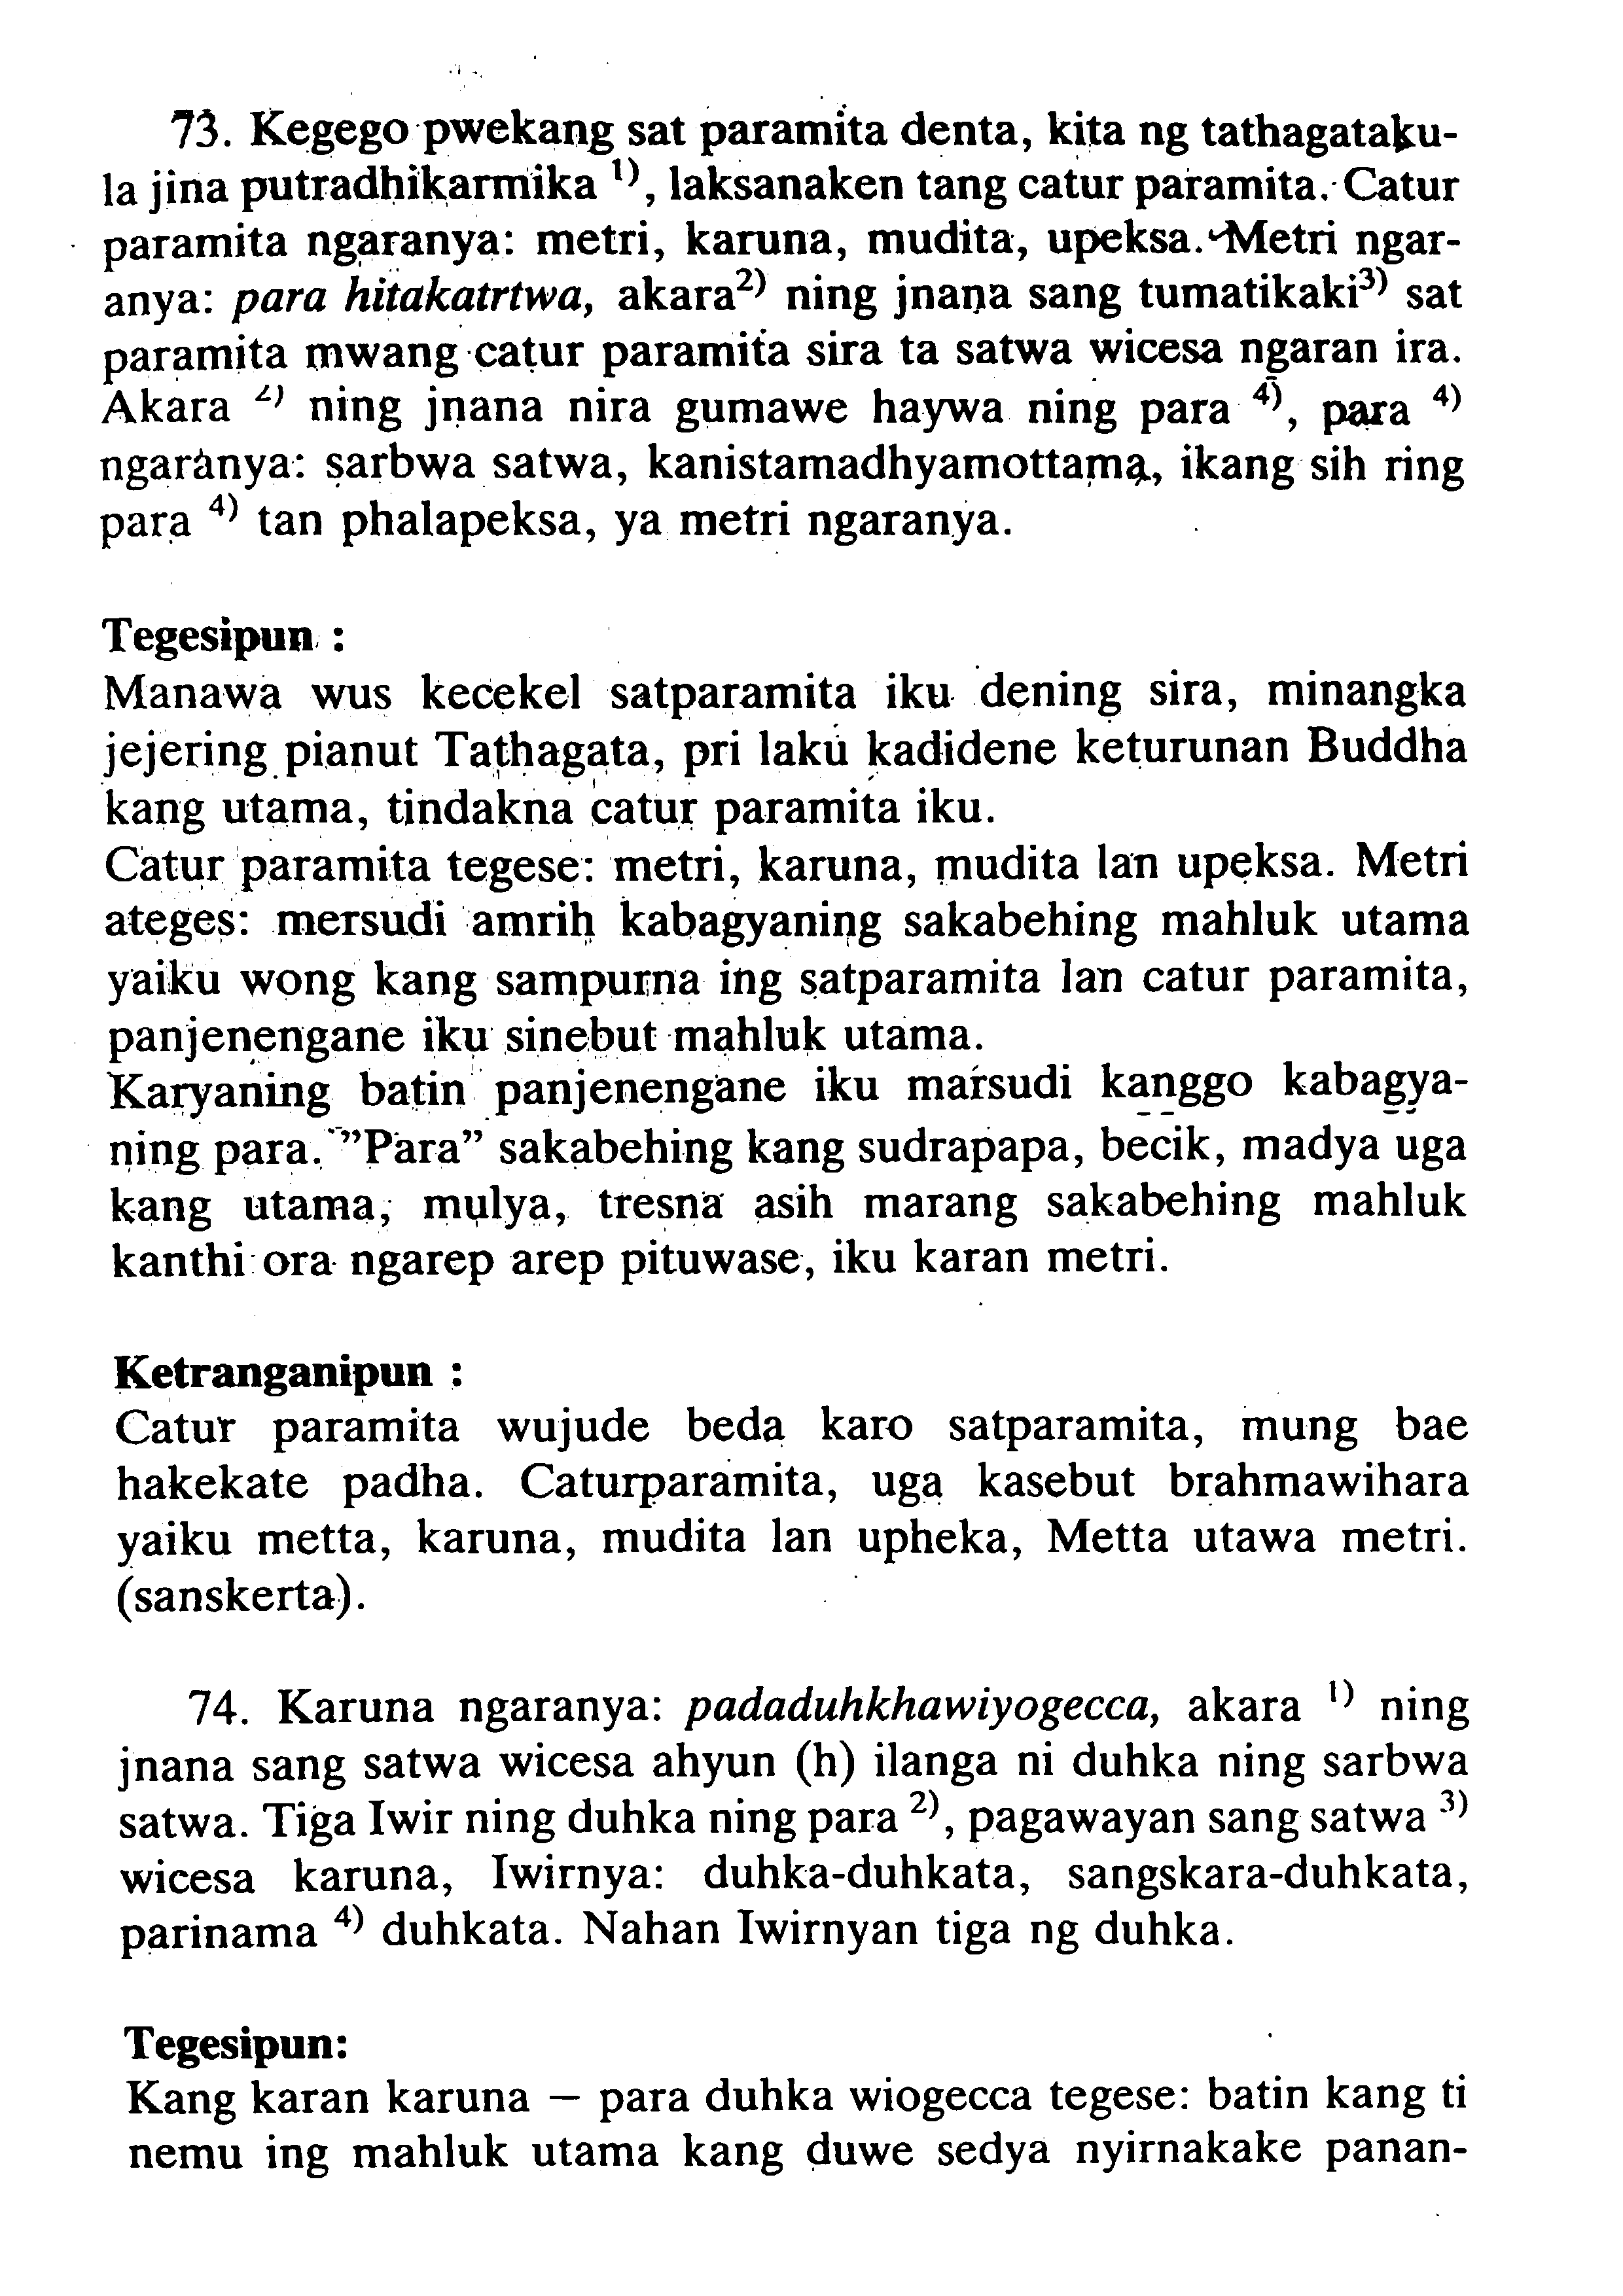 73. Kegego pwekang sat paramita denta, kita ng tathagataku-
la jina putradhikarmika 1), laksanaken tang catur paramita. Catur
paramita ngaranya: metri, karuna, mudita, upeksa. Metri ngar-
anya: para hitakatrtwa, akara2) ning jnana sang tumatikaki3) sat
paramita mwang catur paramita sira ta satwa wicesa ngaran ira.
Akara 2) ning jnana nira gumawe haywa ning para 4), para 4)
ngaranya: sarbwa satwa, kanistamadhyamottama, ikang sih ring
para 4) tan phalapeksa, ya metri ngaranya.
Tegesipun :
Manawa wus kecekel satparamita iku dening sira, minangka
jejering pianut Tathagata, pri laku kadidene keturunan Buddha
kang utama, tindakna catur paramita iku.
Catur paramita tegese: metri, karuna, mudita lan upeksa. Metri
ateges: mersudi amrih kabagyaning sakabehing mahluk utama
yaiku wong kang sampurna ing satparamita lan catur paramita,
panjenengane iku sinebut mahluk utama.
Karyaning batin panjenengane iku marsudi kanggo kabagya-
ning para. "Para" sakabehing kang sudrapapa, becik, madya uga
kang utama, mulya, tresna asih marang sakabehing mahluk
kanthi ora ngarep arep pituwase, iku karan metri.
Ketranganipun :
Catur paramita wujude beda karo satparamita, mung bae
hakekate padha. Caturparamita, uga kasebut brahmawihara
yaiku metta, karuna, mudita lan upheka, Metta utawa metri.
(sanskerta).
74. Karuna ngaranya: padaduhkhawiyogecca, akara 1) ning
jnana sang satwa wicesa ahyun (h) ilanga ni duhka ning sarbwa
satwa. Tiga Iwir ning duhka ning para 2), pagawayan sang satwa 3)
wicesa karuna, Iwirnya: duhka-duhkata, sangskara-duhkata,
parinama 4) duhkata. Nahan Iwirnyan tiga ng duhka.
Tegesipun:
Kang karan karuna – para duhka wiogecca tegese: batin kang ti
nemu ing mahluk utama kang duwe sedya nyirnakake panan-